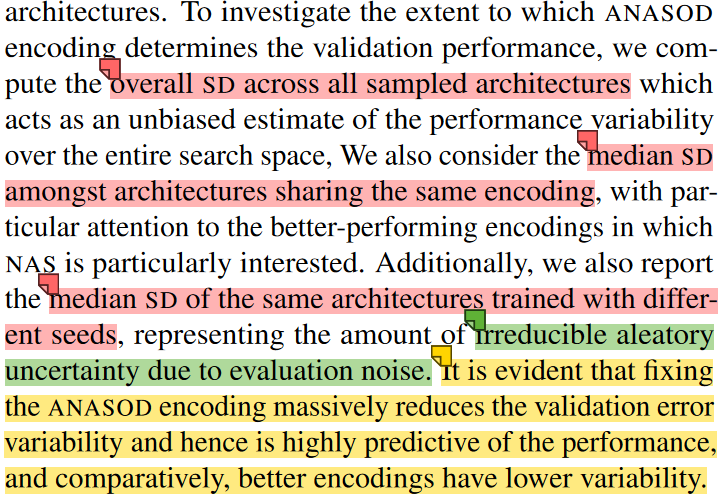 architectures. To investigate the extent to which ANASOD
encoding determines the validation performance, we com-
pute the overall SD across all sampled architectures which
acts as an unbiased estimate of the performance variability
over the entire search space, We also consider the median SD
amongst architectures sharing the same encoding, with par-
ticular attention to the better-performing encodings in which
NAS is particularly interested. Additionally, we also report
the median SD of the same architectures trained with differ-
ent seeds, representing the amount of irreducible aleatory
uncertainty due to evaluation noise. It is evident that fixing
the ANASOD encoding massively reduces the validation error
variability and hence is highly predictive of the performance,
and comparatively, better encodings have lower variability.